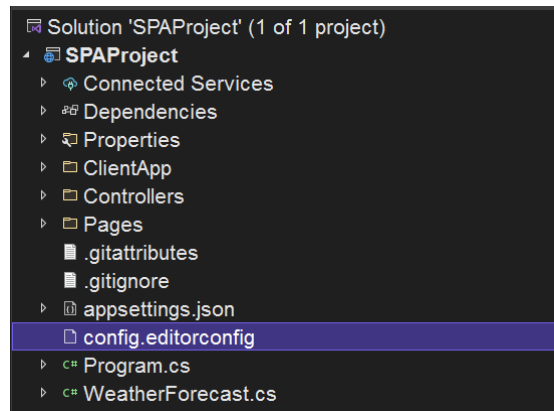 Solution 'SPAProject' (1 of 1 project)
SPAProject
Connected Services
Dependencies
Properties
ClientApp
Controllers
Pages
.gitattributes
.gitignore
appsettings.json
config.editorconfig
C# Program.cs
C# WeatherForecast.cs